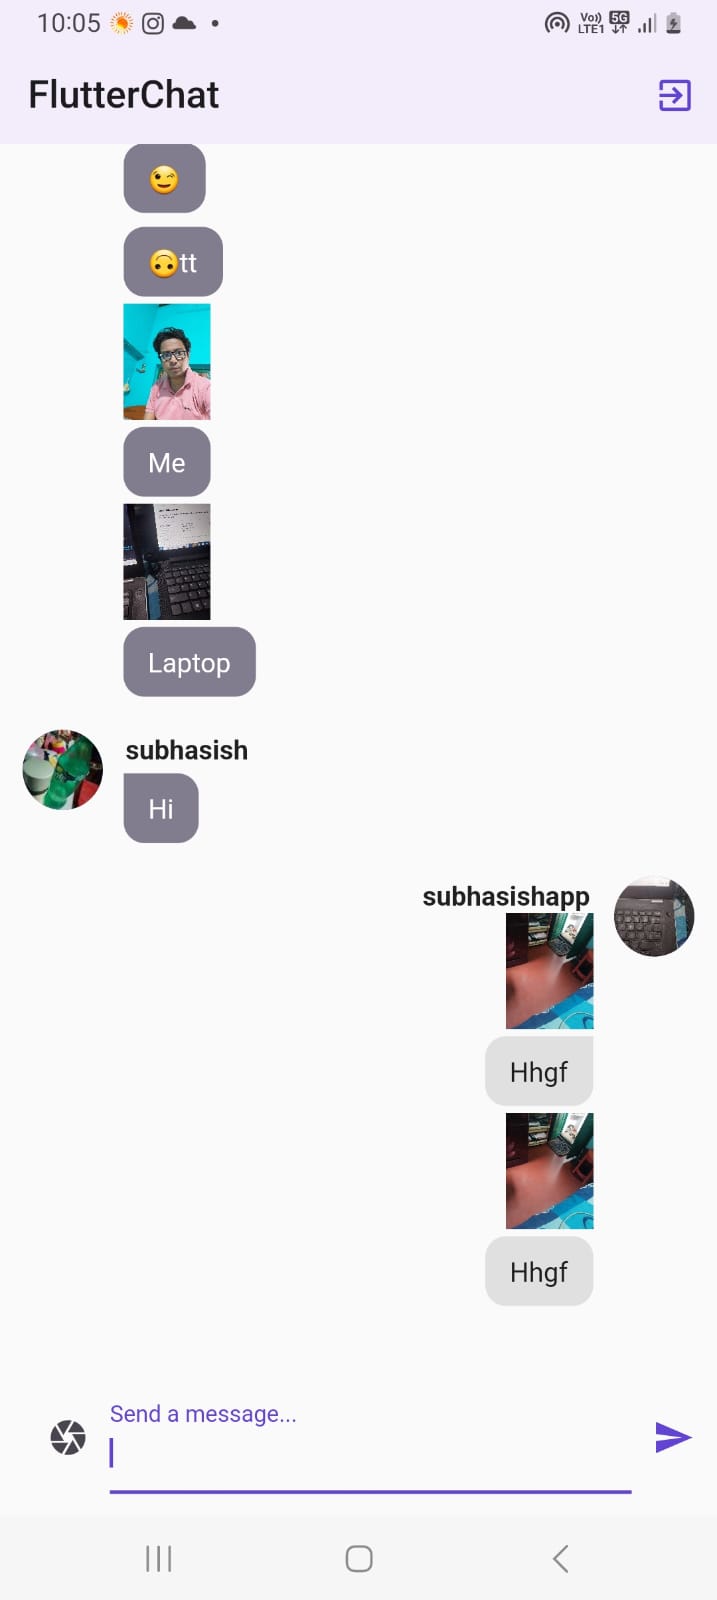 10:05
Vo)) 5G
LTE1
FlutterChat
😉
🙃tt
Me
Laptop
subhasish
Hi
subhasishapp
Hhgf
Hhgf
Send a message...